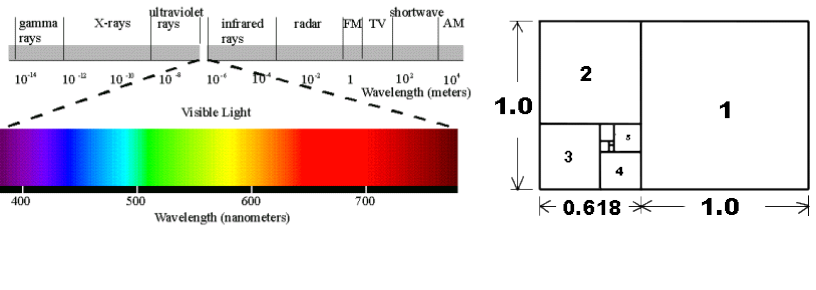 ultraviolet shortwave
gamma X-rays rays infrared radar FM TV AM
rays rays
10⁻¹⁴ 10⁻¹² 10⁻¹⁰ 10⁻⁸ 10⁻⁶ 10⁻⁴ 10⁻² 1 10² 10⁴
Wavelength (meters)
Visible Light
400 500 600 700
Wavelength (nanometers)
2
1
1.0
5
3
4
0.618 1.0